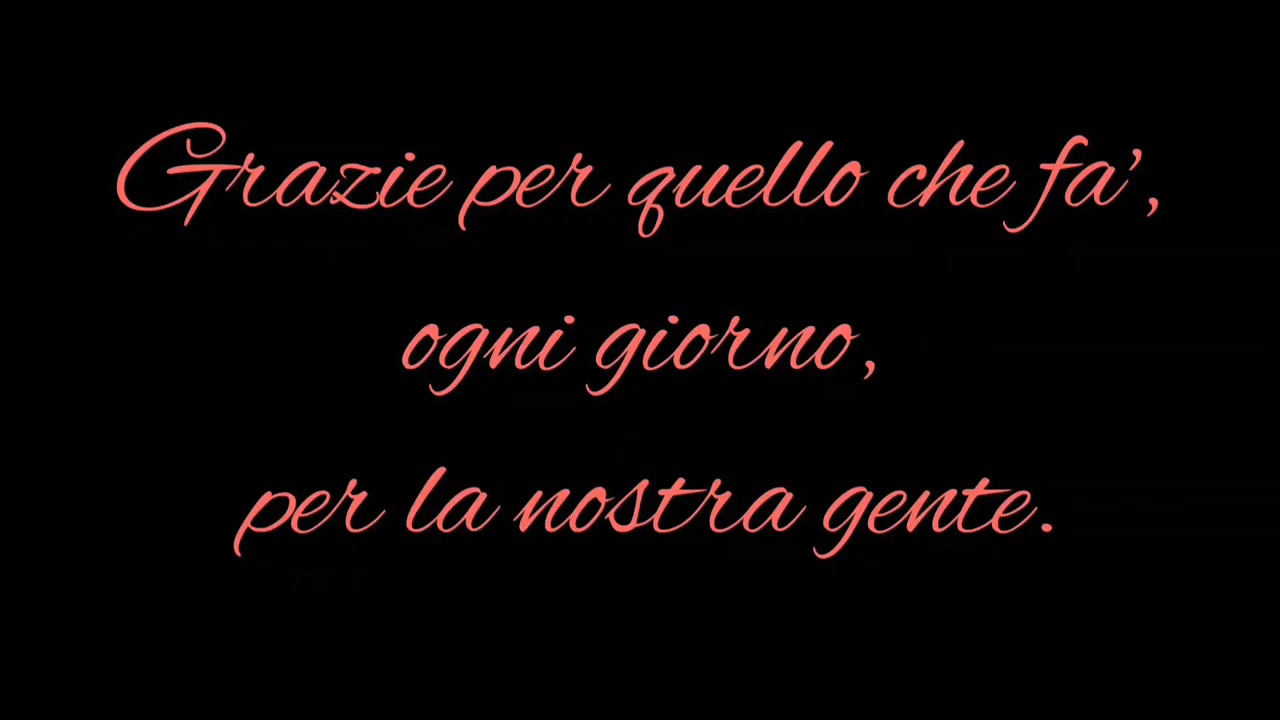 Grazie per quello che fa',
ogni giorno,
per la nostra gente.